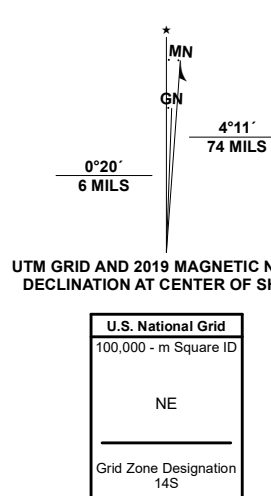 ★
MN
GN
4°11´
74 MILS
0°20´
6 MILS
UTM GRID AND 2019 MAGNETIC N
DECLINATION AT CENTER OF SH
U.S. National Grid
100,000 - m Square ID
NE
Grid Zone Designation
14S